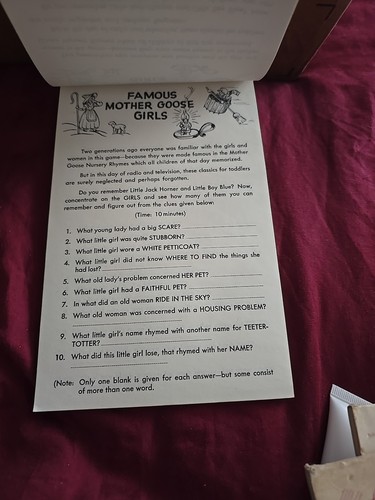 FAMOUS
MOTHER GOOSE
GIRLS
Two generations ago everyone was familiar with the girls and
women in this game—because they were made famous in the Mother
Goose Nursery Rhymes which all children of that day memorized.
But in this day of radio and television, these classics for toddlers
are surely neglected and perhaps forgotten.
Do you remember Little Jack Horner and Little Boy Blue? Now,
concentrate on the GIRLS and see how many of them you can
remember and figure out from the clues given below:
(Time: 10 minutes)
1. What young lady had a big SCARE?
2. What little girl was quite STUBBORN?
3. What little girl wore a WHITE PETTICOAT?
4. What little girl did not know WHERE TO FIND the things she
had lost?
5. What old lady's problem concerned HER PET?
6. What little girl had a FAITHFUL PET?
7. In what did an old woman RIDE IN THE SKY?
8. What old woman was concerned with a HOUSING PROBLEM?
9. What little girl's name rhymed with another name for TEETER-
TOTTER?
10. What did this little girl lose, that rhymed with her NAME?
(Note: Only one blank is given for each answer—but some consist
of more than one word.